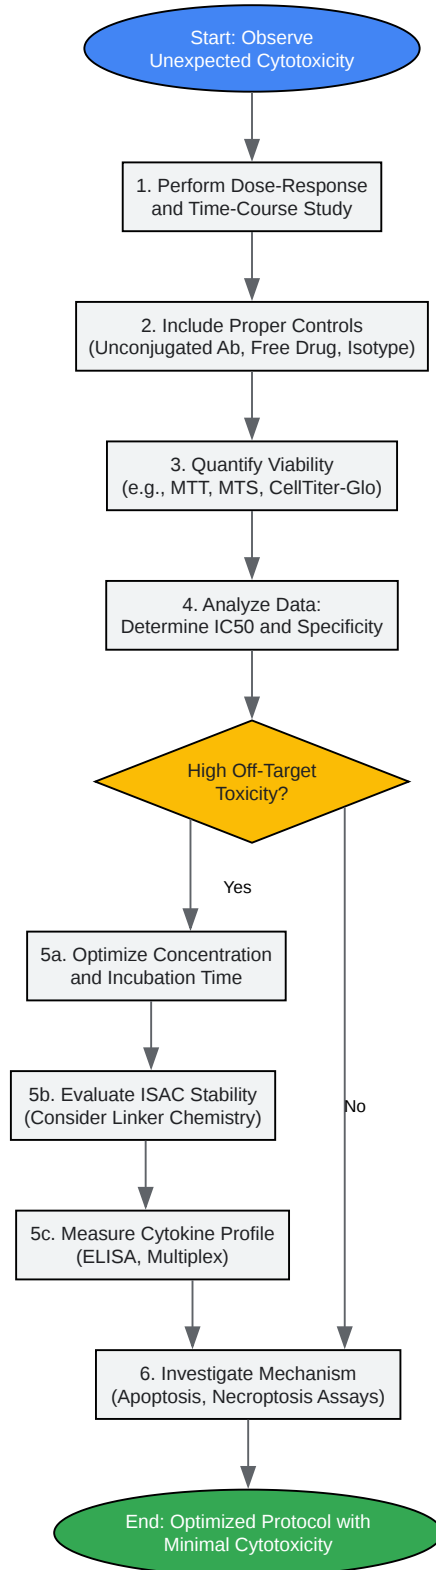 Start: Observe
Unexpected Cytotoxicity
1. Perform Dose-Response
and Time-Course Study
2. Include Proper Controls
(Unconjugated Ab, Free Drug, Isotype)
3. Quantify Viability
(e.g., MTT, MTS, CellTiter-Glo)
4. Analyze Data:
Determine IC50 and Specificity
High Off-Target
Toxicity?
Yes
5a. Optimize Concentration
and Incubation Time
5b. Evaluate ISAC Stability
(Consider Linker Chemistry)
No
5c. Measure Cytokine Profile
(ELISA, Multiplex)
6. Investigate Mechanism
(Apoptosis, Necroptosis Assays)
End: Optimized Protocol with
Minimal Cytotoxicity